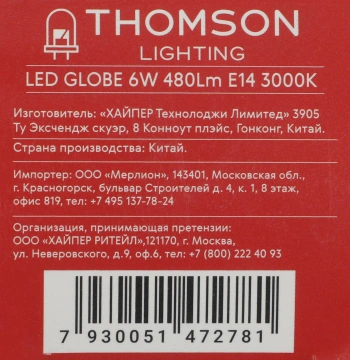 THOMSON
LIGHTING
LED GLOBE 6W 480Lm E14 3000K
Изготовитель: «ХАЙПЕР Технолоджи Лимитед» 3905
Ту Эксчендж скуэр, 8 Конноут плэйс, Гонконг, Китай.
Страна производства: Китай.
Импортер: ООО «Мерлион», 143401, Московская обл.,
г. Красногорск, бульвар Строителей д. 4, к. 1, 8 этаж,
офис 819, тел: +7 495 137-78-24
Организация, принимающая претензии:
ООО «ХАЙПЕР РИТЕЙЛ»,121170, г. Москва,
ул. Неверовского, д.9, оф.6, тел: +7 (800) 222 40 93
7 930051 472781